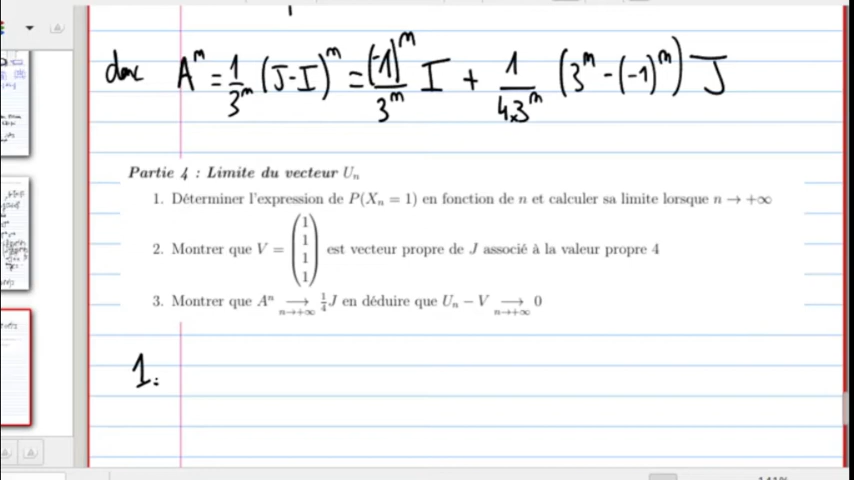 donc A^n = 1/3^n (J-I)^n = (-1)^n/3^n I + 1/4×3^n (3^n - (-1)^n) J
Partie 4 : Limite du vecteur U_n
1. Déterminer l'expression de P(X_n = 1) en fonction de n et calculer sa limite lorsque n → +∞
2. Montrer que V = (1 1 1 1) est vecteur propre de J associé à la valeur propre 4
3. Montrer que A^n ⟶ n→+∞ 1/4 J en déduire que U_n − V ⟶ n→+∞ 0
1.